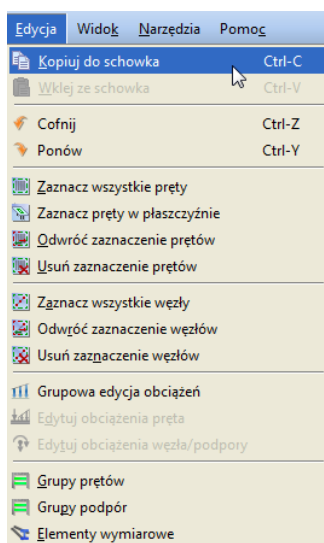 Edycja Widok Narzędzia Pomoc
Kopiuj do schowka Ctrl-C
Wklej ze schowka Ctrl-V
Cofnij Ctrl-Z
Ponów Ctrl-Y
Zaznacz wszystkie pręty
Zaznacz pręty w płaszczyźnie
Odwróć zaznaczenie prętów
Usuń zaznaczenie prętów
Zaznacz wszystkie węzły
Odwróć zaznaczenie węzłów
Usuń zaznaczenie węzłów
Grupowa edycja obciążeń
Edytuj obciążenia pręta
Edytuj obciążenia węzła/podpory
Grupy prętów
Grupy podpór
Elementy wymiarowe